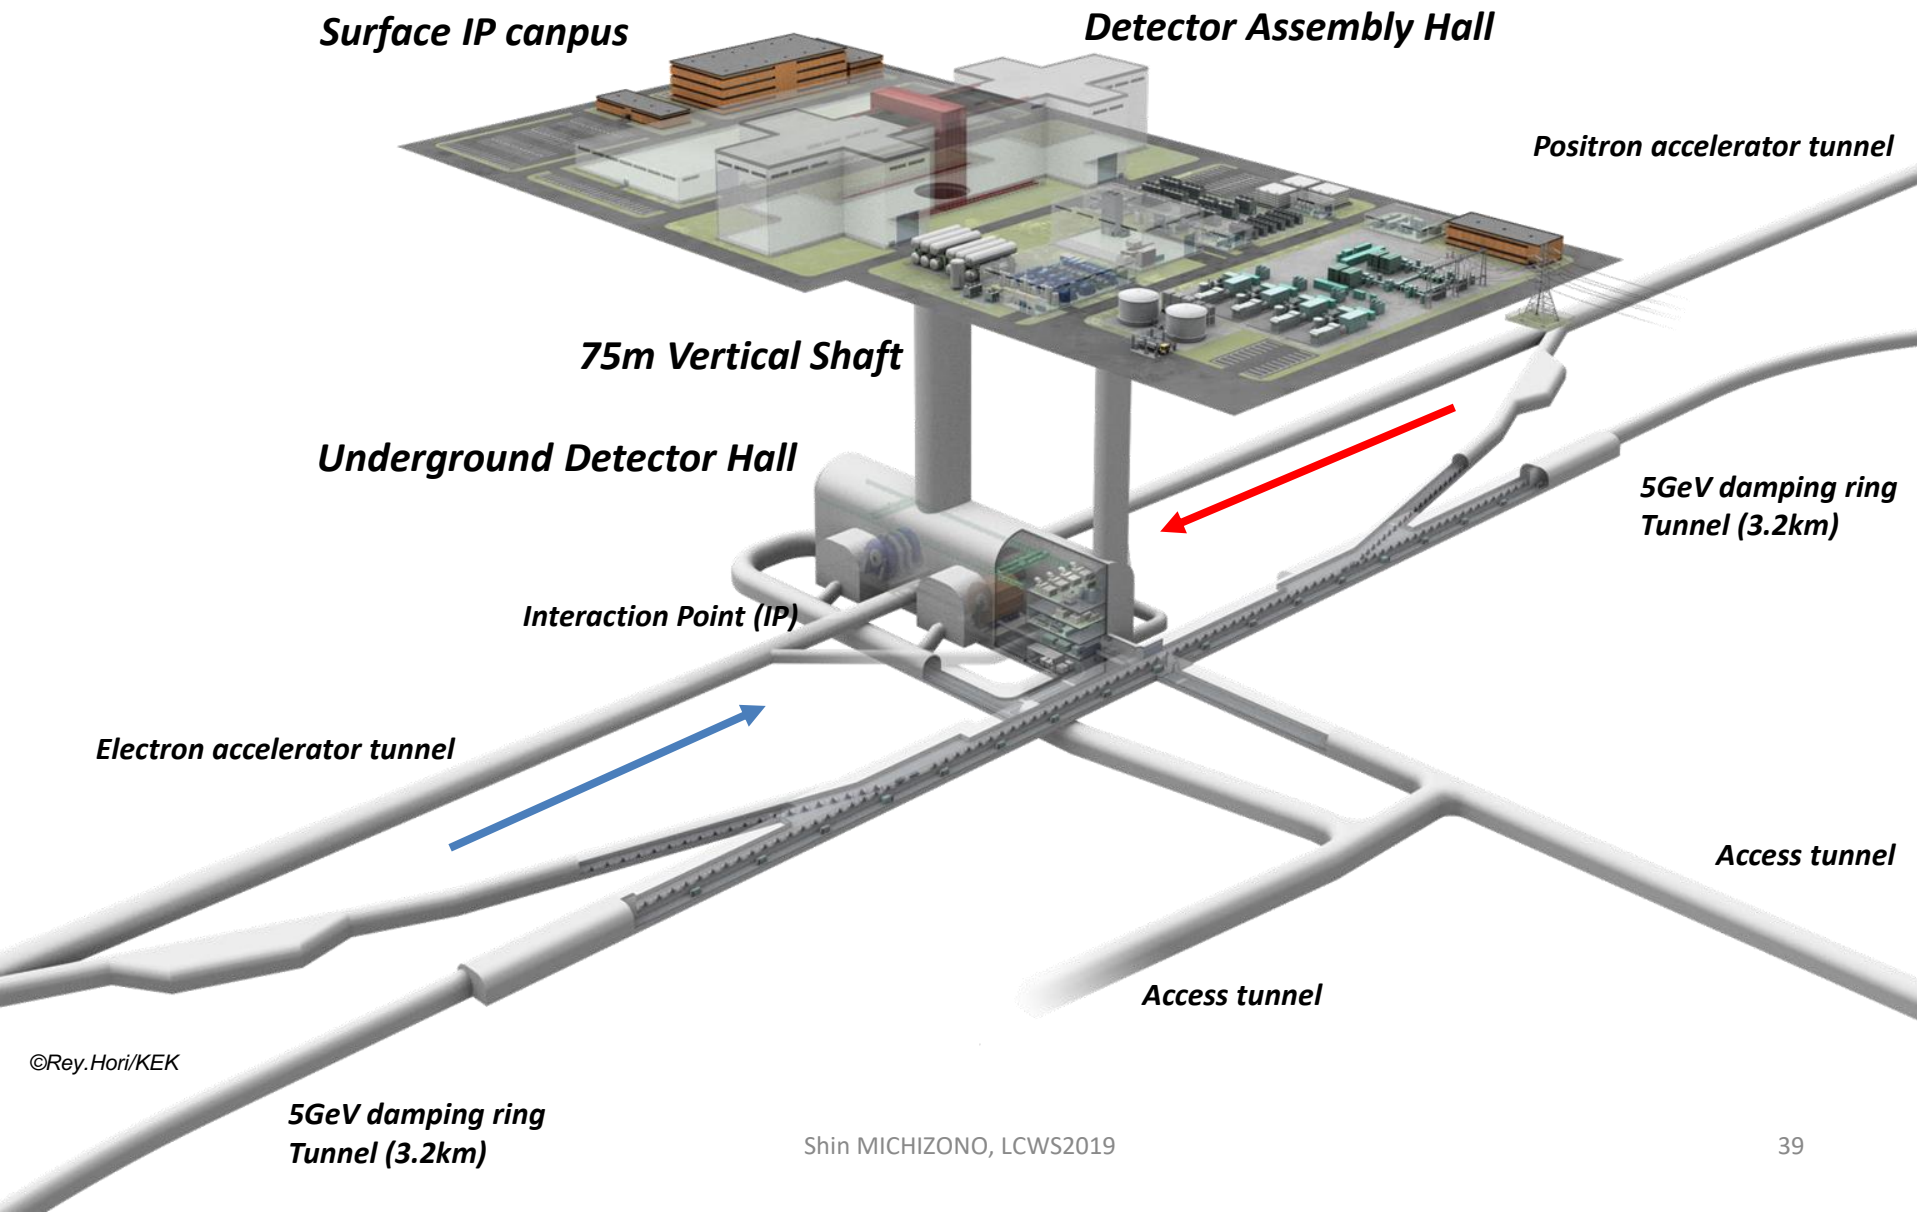 Surface IP canpus
Detector Assembly Hall
Positron accelerator tunnel
75m Vertical Shaft
Underground Detector Hall
5GeV damping ring
Tunnel (3.2km)
Interaction Point (IP)
Electron accelerator tunnel
Access tunnel
Access tunnel
©Rey.Hori/KEK
5GeV damping ring
Tunnel (3.2km)
Shin MICHIZONO, LCWS2019
39